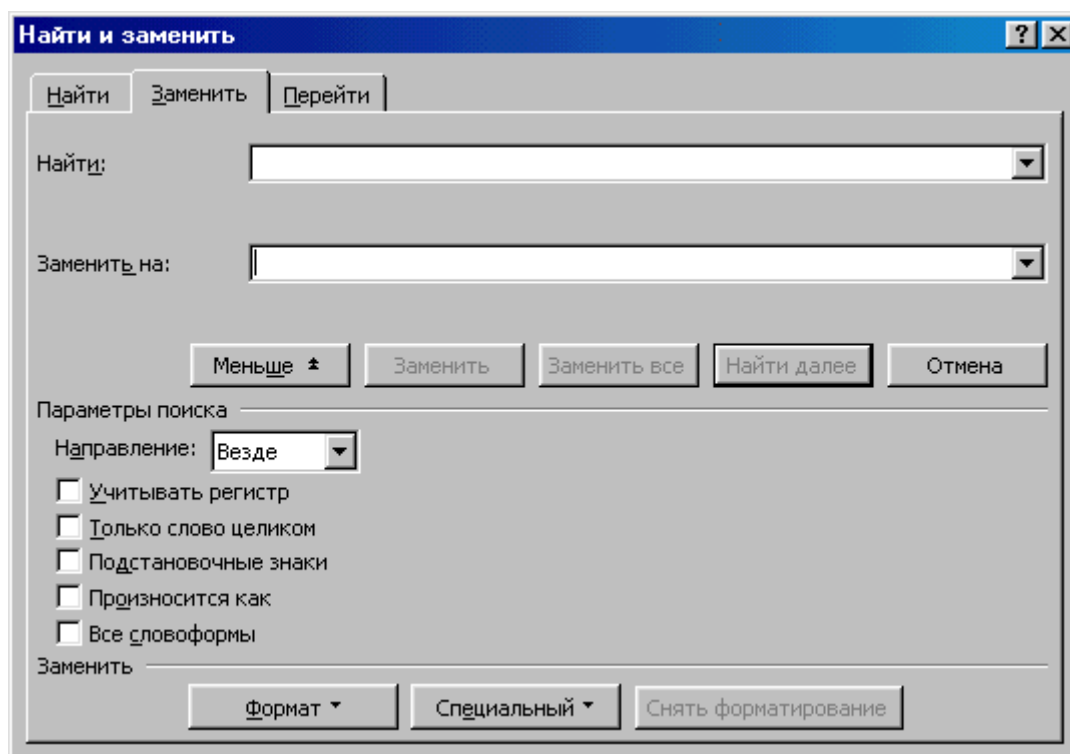 Найти и заменить
Найти Заменить Перейти
Найти:
Заменить на:
Меньше Заменить Заменить все Найти далее Отмена
Параметры поиска
Направление: Везде
Учитывать регистр
Только слово целиком
Подстановочные знаки
Произносится как
Все словоформы
Заменить
Формат Специальный Снять форматирование